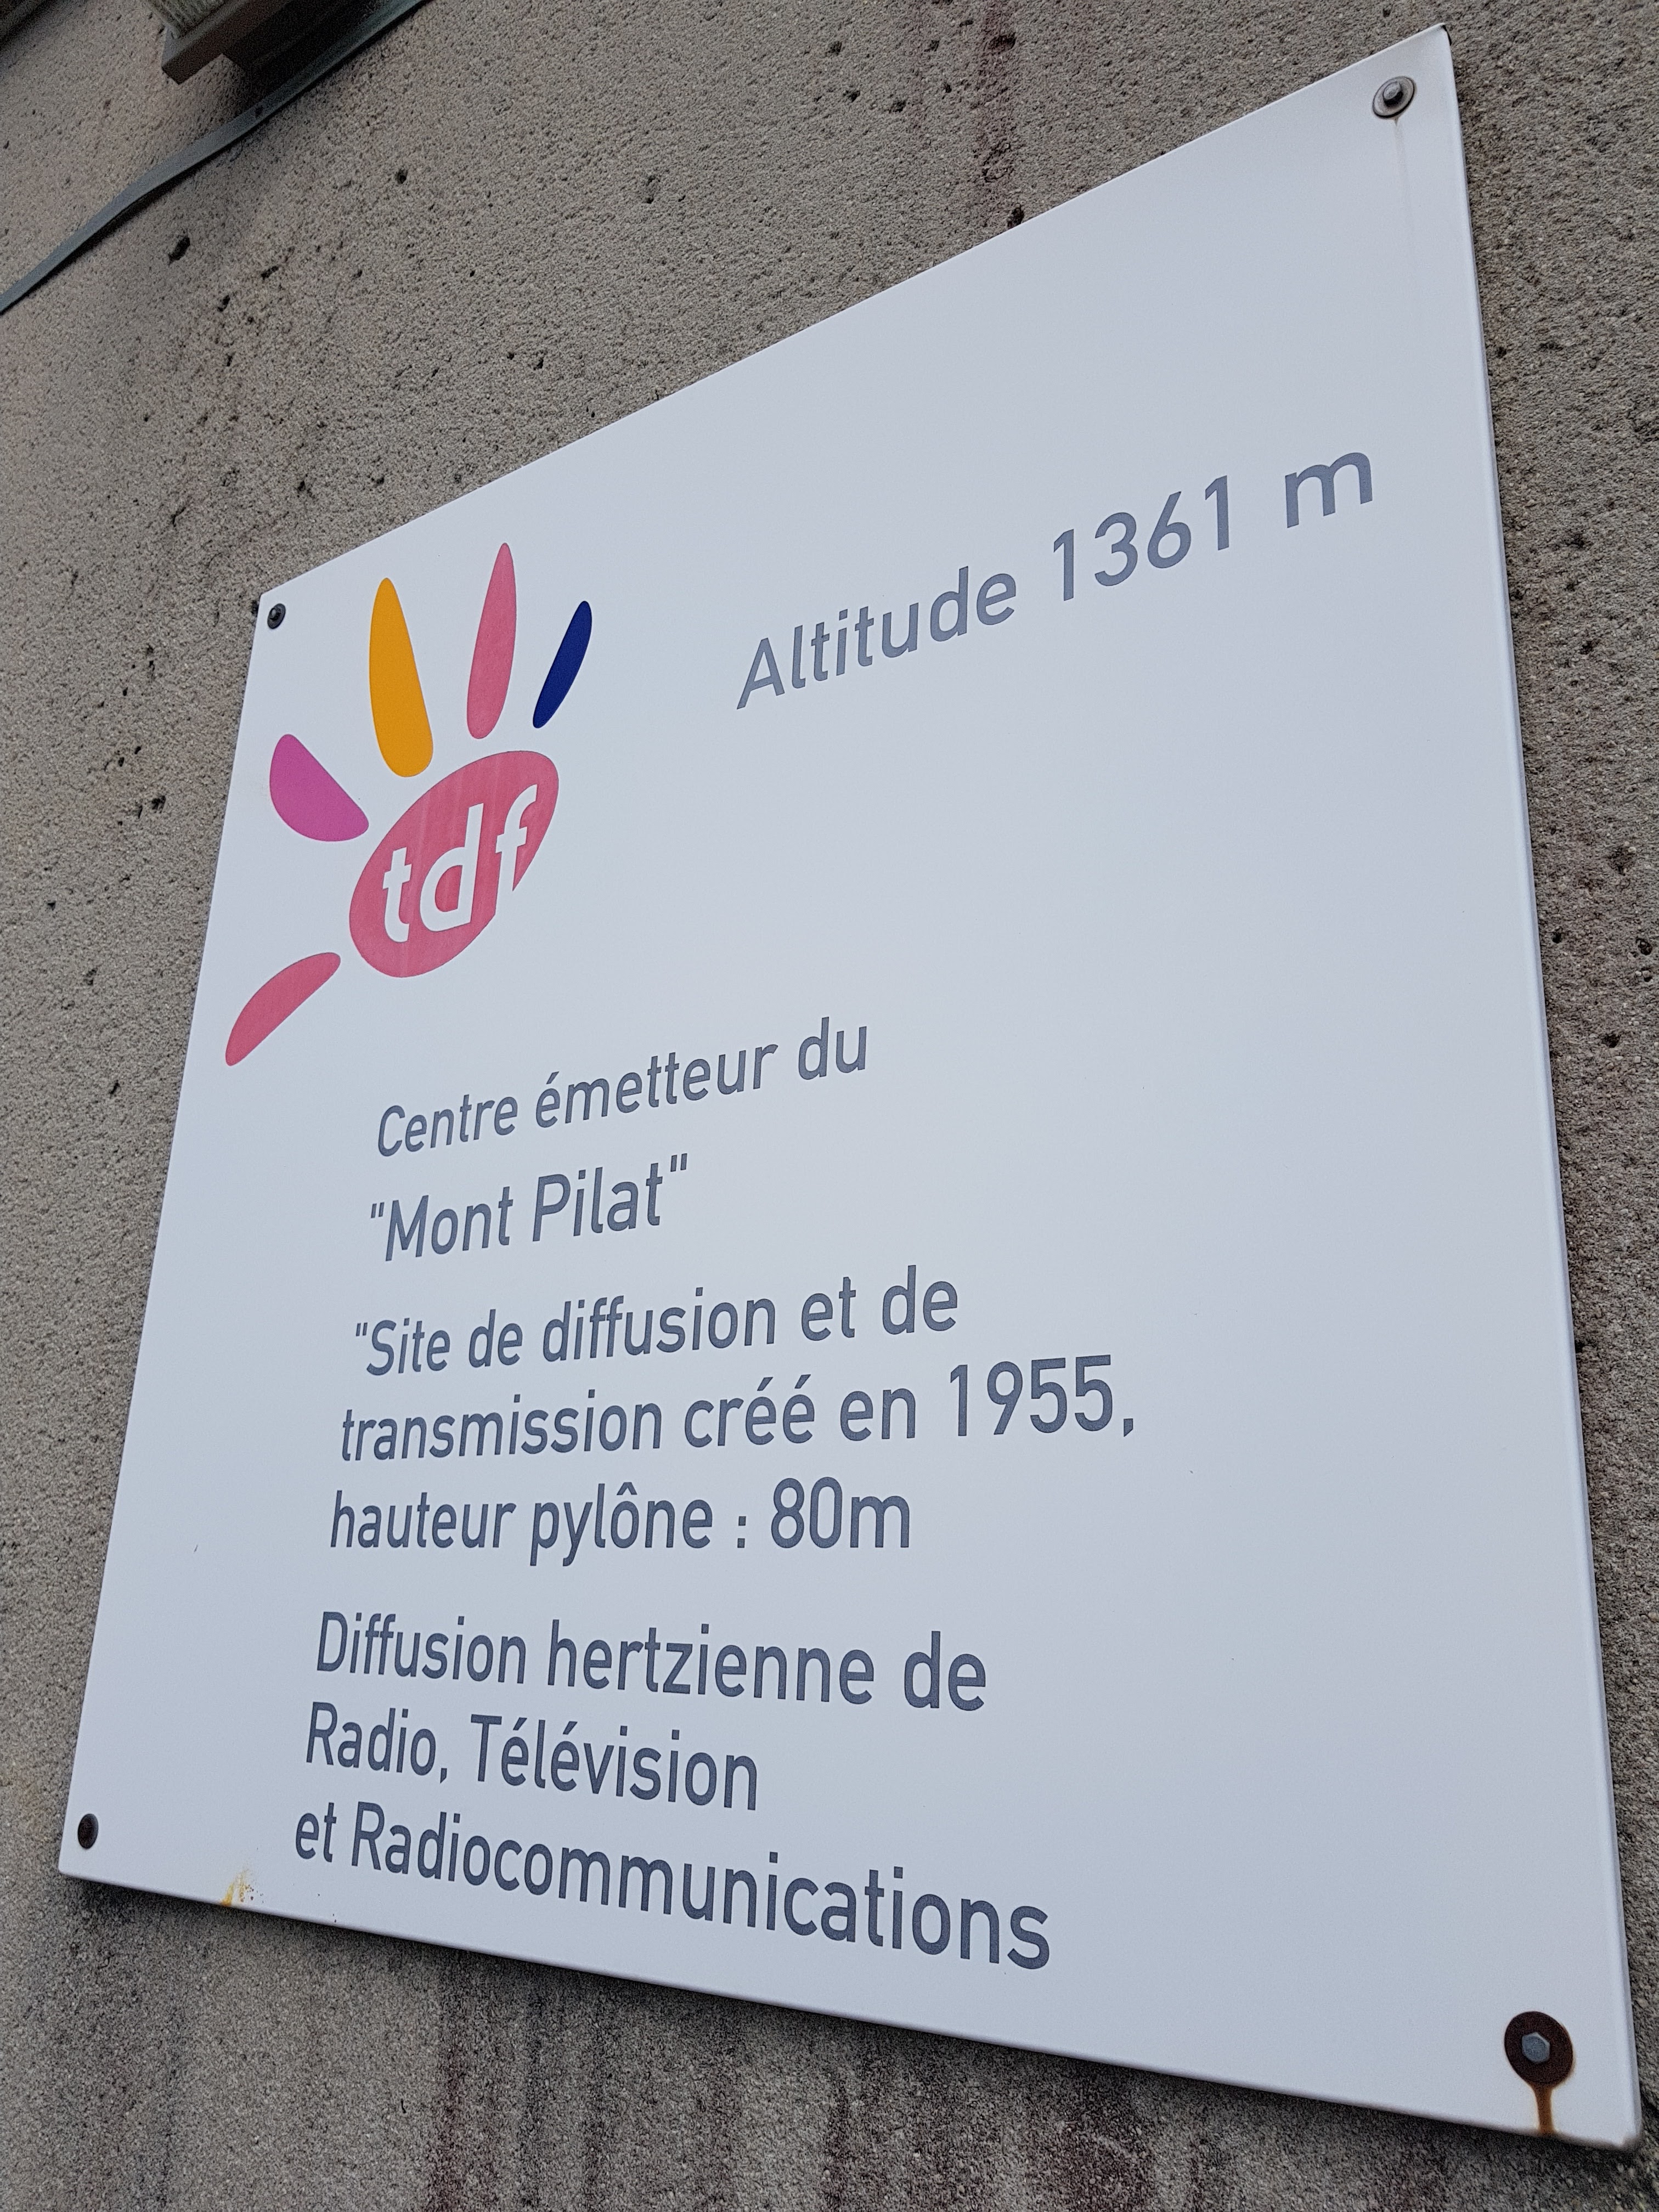 Altitude 1361 m
tdf
Centre émetteur du
"Mont Pilat"
"Site de diffusion et de
transmission créé en 1955,
hauteur pylône : 80m
Diffusion hertzienne de
Radio, Télévision
et Radiocommunications